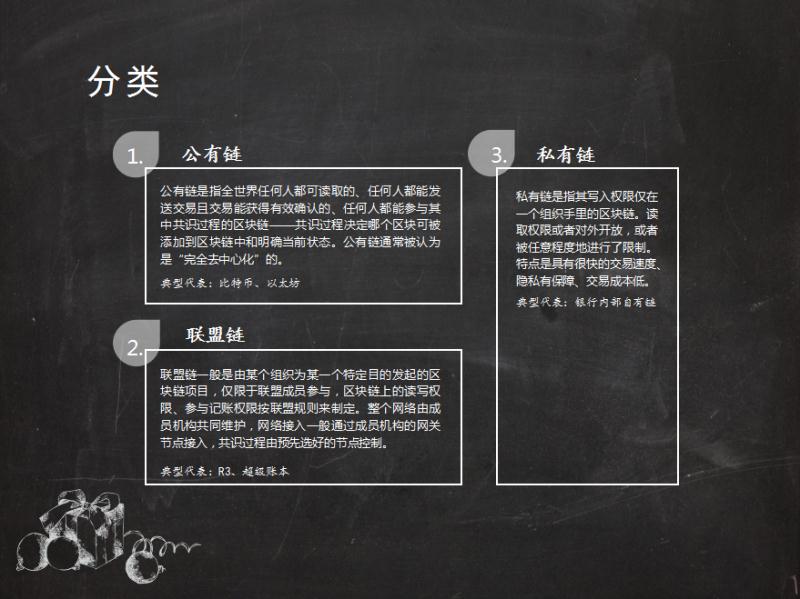 分类
1.
公有链
公有链是指全世界任何人都可读取的、任何人都能发
送交易且交易能获得有效确认的、任何人都能参与其
中共识过程的区块链——共识过程决定哪个区块可被
添加到区块链中和明确当前状态。公有链通常被认为
是“完全去中心化”的。
典型代表：比特币、以太坊
2.
联盟链
联盟链一般是由某个组织为某一个特定目的发起的区
块链项目，仅限于联盟成员参与，区块链上的读写权
限、参与记账权限按联盟规则来制定。整个网络由成
员机构共同维护，网络接入一般通过成员机构的网关
节点接入，共识过程由预先选好的节点控制。
典型代表：R3、超级账本
3.
私有链
私有链是指其写入权限仅在
一个组织手里的区块链。读
取权限或者对外开放，或者
被任意程度地进行了限制。
特点是具有很快的交易速度、
隐私有保障、交易成本低。
典型代表：银行内部自有链